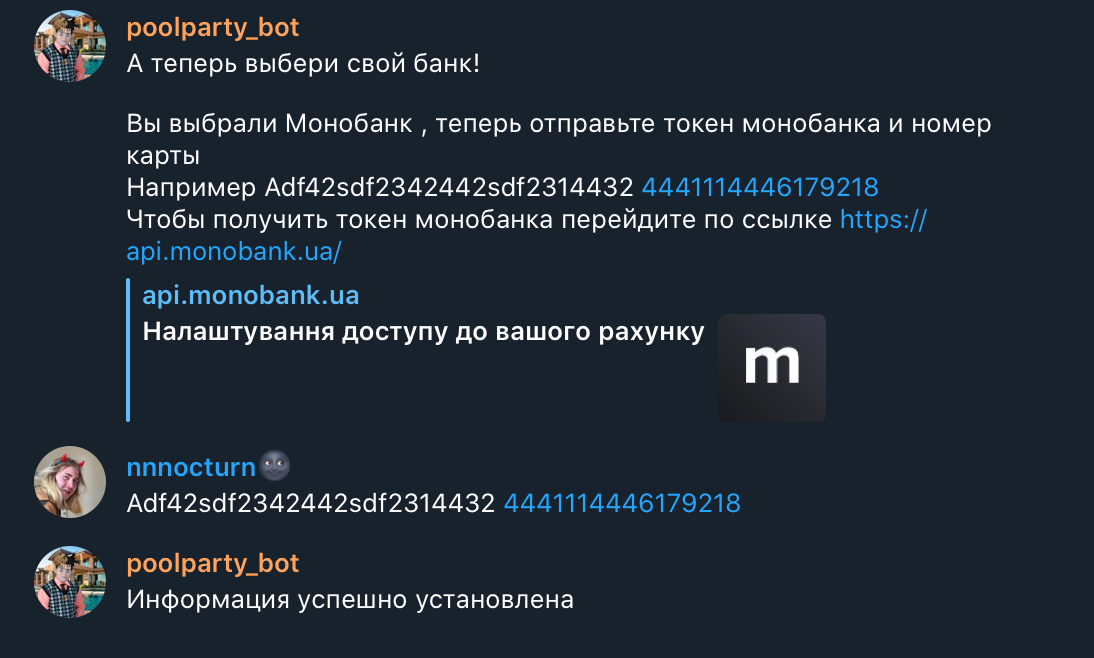 poolparty_bot
А теперь выбери свой банк!
Вы выбрали Монобанк , теперь отправьте токен монобанка и номер
карты
Например Adf42sdf2342442sdf2314432 4441114446179218
Чтобы получить токен монобанка перейдите по ссылке https://
api.monobank.ua/
api.monobank.ua
Налаштування доступу до вашого рахунку
m
nnnocturn🌚
Adf42sdf2342442sdf2314432 4441114446179218
poolparty_bot
Информация успешно установлена